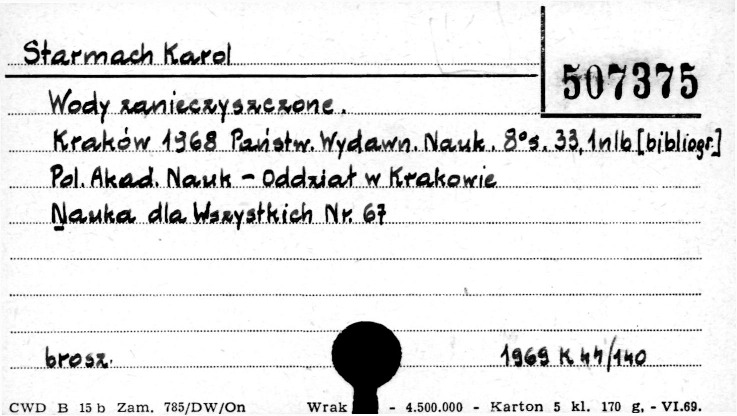 Starmach Karol
507375
Wody zanieczyszczone.
Kraków 1968 Państw. Wydawn. Nauk. 8° s. 33, 1nlb [bibliogr.]
Pol. Akad. Nauk - Oddział w Krakowie
Nauka dla Wszystkich Nr. 67
brosz.
1969 K 44/140
CWD B 15 b Zam. 785/DW/On Wrak - 4.500.000 - Karton 5 kl. 170 g, - VI.69.